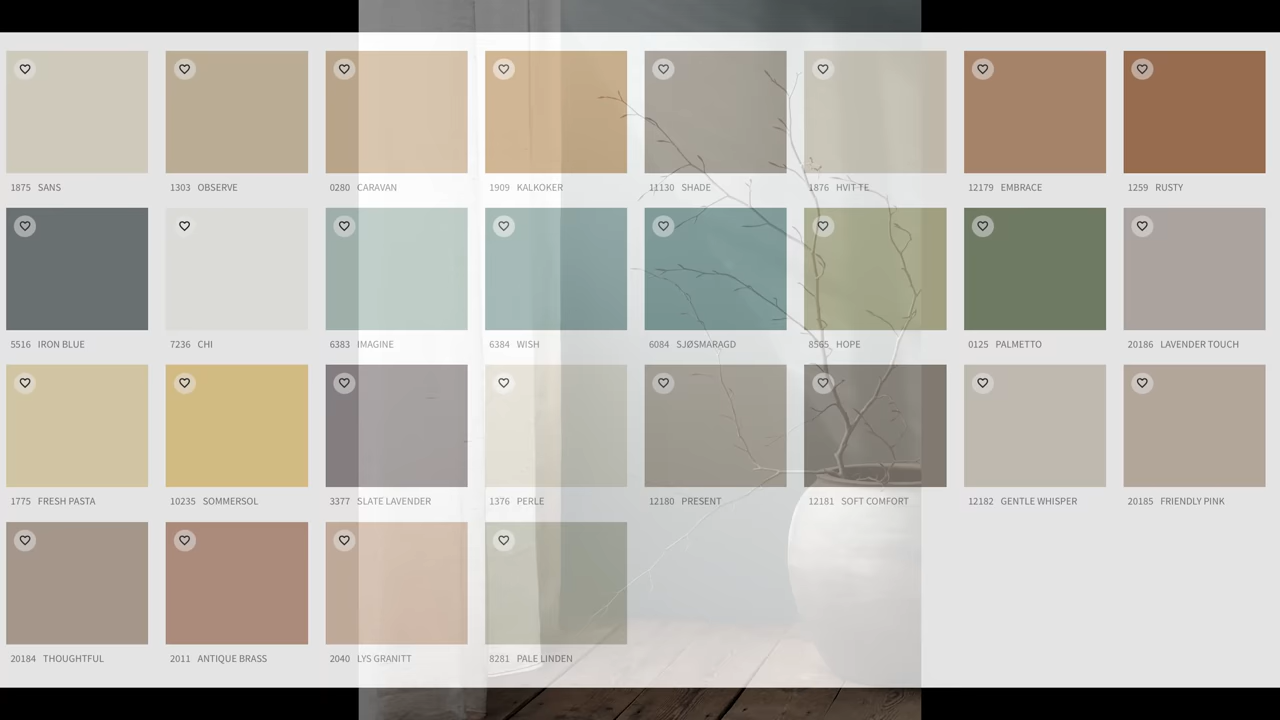 1875 SANS
1303 OBSERVE
0280 CARAVAN
1909 KALKOKER
11130 SHADE
1876 HVITTE
12179 EMBRACE
1259 RUSTY
5516 IRON BLUE
7236 CHI
6383 IMAGINE
6384 WISH
6084 SJØSMARAGD
8565 HOPE
0125 PALMETTO
20186 LAVENDER TOUCH
1775 FRESH PASTA
10235 SOMMERSOL
3377 SLATE LAVENDER
1376 PERLE
12180 PRESENT
12181 SOFT COMFORT
12182 GENTLE WHISPER
20185 FRIENDLY PINK
20184 THOUGHTFUL
2011 ANTIQUE BRASS
2040 LYS GRANITT
8281 PALE LINDEN